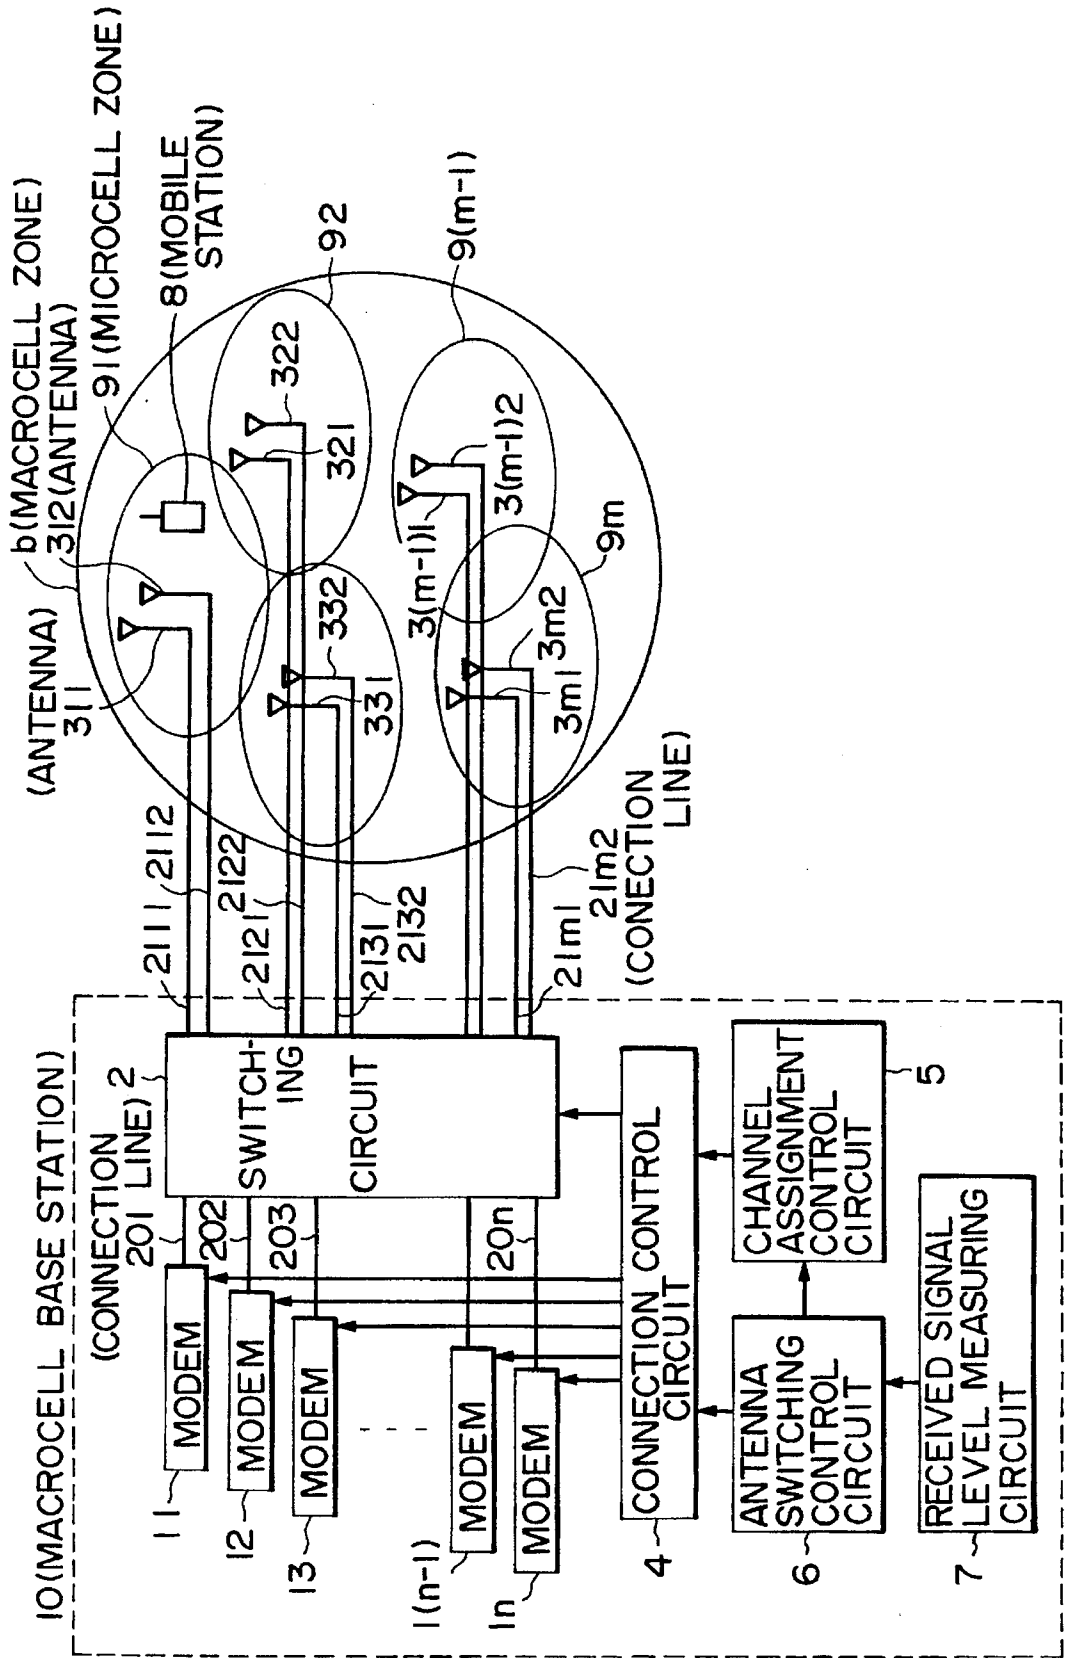 10(MACROCELL BASE STATION)
(CONNECTION
LINE)
201
202
203
20n
2
SWITCH-
ING
CIRCUIT
11
MODEM
12
MODEM
13
MODEM
1(n-1)
MODEM
1n
MODEM
4
CONNECTION CONTROL
CIRCUIT
6
ANTENNA
SWITCHING
CONTROL
CIRCUIT
CHANNEL
ASSIGNMENT
CONTROL
CIRCUIT
5
7
RECEIVED SIGNAL
LEVEL MEASURING
CIRCUIT
2111
2112
2121
2122
2131
2132
21m1
21m2
(CONNECTION
LINE)
(ANTENNA)
311
b(MACROCELL ZONE)
312(ANTENNA)
91(MICROCELL ZONE)
8(MOBILE
STATION)
92
321
322
331
332
9(m-1)
3(m-1)1
3(m-1)2
9m
3m1
3m2